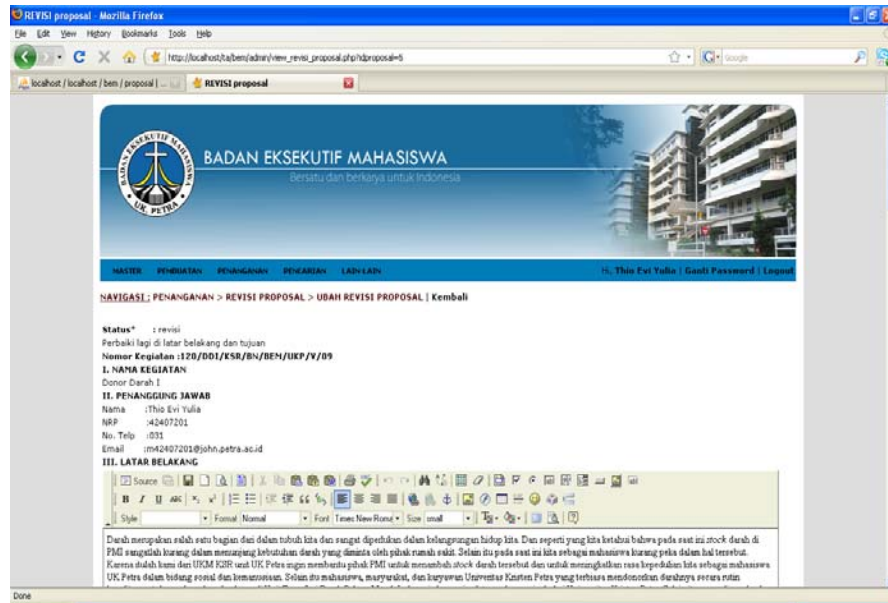 REVISI proposal - Mozilla Firefox
File Edit View History Bookmarks Tools Help
http://localhost/ta/bem/admin/view_revisi_proposal.php?idproposal=6
Google
localhost / localhost / bem / proposal | ...
REVISI proposal
BADAN EKSEKUTIF MAHASISWA
UK. PETRA
BADAN EKSEKUTIF MAHASISWA
Bersatu dan berkarya untuk Indonesia
MASTER PEMBUATAN PENANGANAN PENCARIAN LAIN-LAIN
Hi, Thio Evi Yulia | Ganti Password | Logout
NAVIGASI : PENANGANAN > REVISI PROPOSAL > UBAH REVISI PROPOSAL | Kembali
Status* : revisi
Perbaiki lagi di latar belakang dan tujuan
Nomor Kegiatan :120/DDI/KSR/BN/BEM/UKP/V/09
I. NAMA KEGIATAN
Donor Darah I
II. PENANGGUNG JAWAB
Nama :Thio Evi Yulia
NRP :42407201
No. Telp :031
Email :m42407201@john.petra.ac.id
III. LATAR BELAKANG
Source
B I U ABC
Style Format Normal Font Times New Roma Size small
Darah merupakan salah satu bagian dari dalam tubuh kita dan sangat diperlukan dalam kelangsungan hidup kita. Dan seperti yang kita ketahui bahwa pada saat ini stock darah di
PMI sangatlah kurang dalam menunjang kebutuhan darah yang diminta oleh pihak rumah sakit. Selain itu pada saat ini kita sebagai mahasiswa kurang peka dalam hal tersebut.
Karena itulah kami dari UKM KSR unit UK Petra ingin membantu pihak PMI untuk menambah stock darah tersebut dan untuk meningkatkan rasa kepedulian kita sebagai mahasiswa
UK Petra dalam bidang sosial dan kemanusiaan. Selain itu mahasiswa, masyarakat, dan karyawan Universitas Kristen Petra yang terbiasa mendonorkan darahnya secara rutin
Done